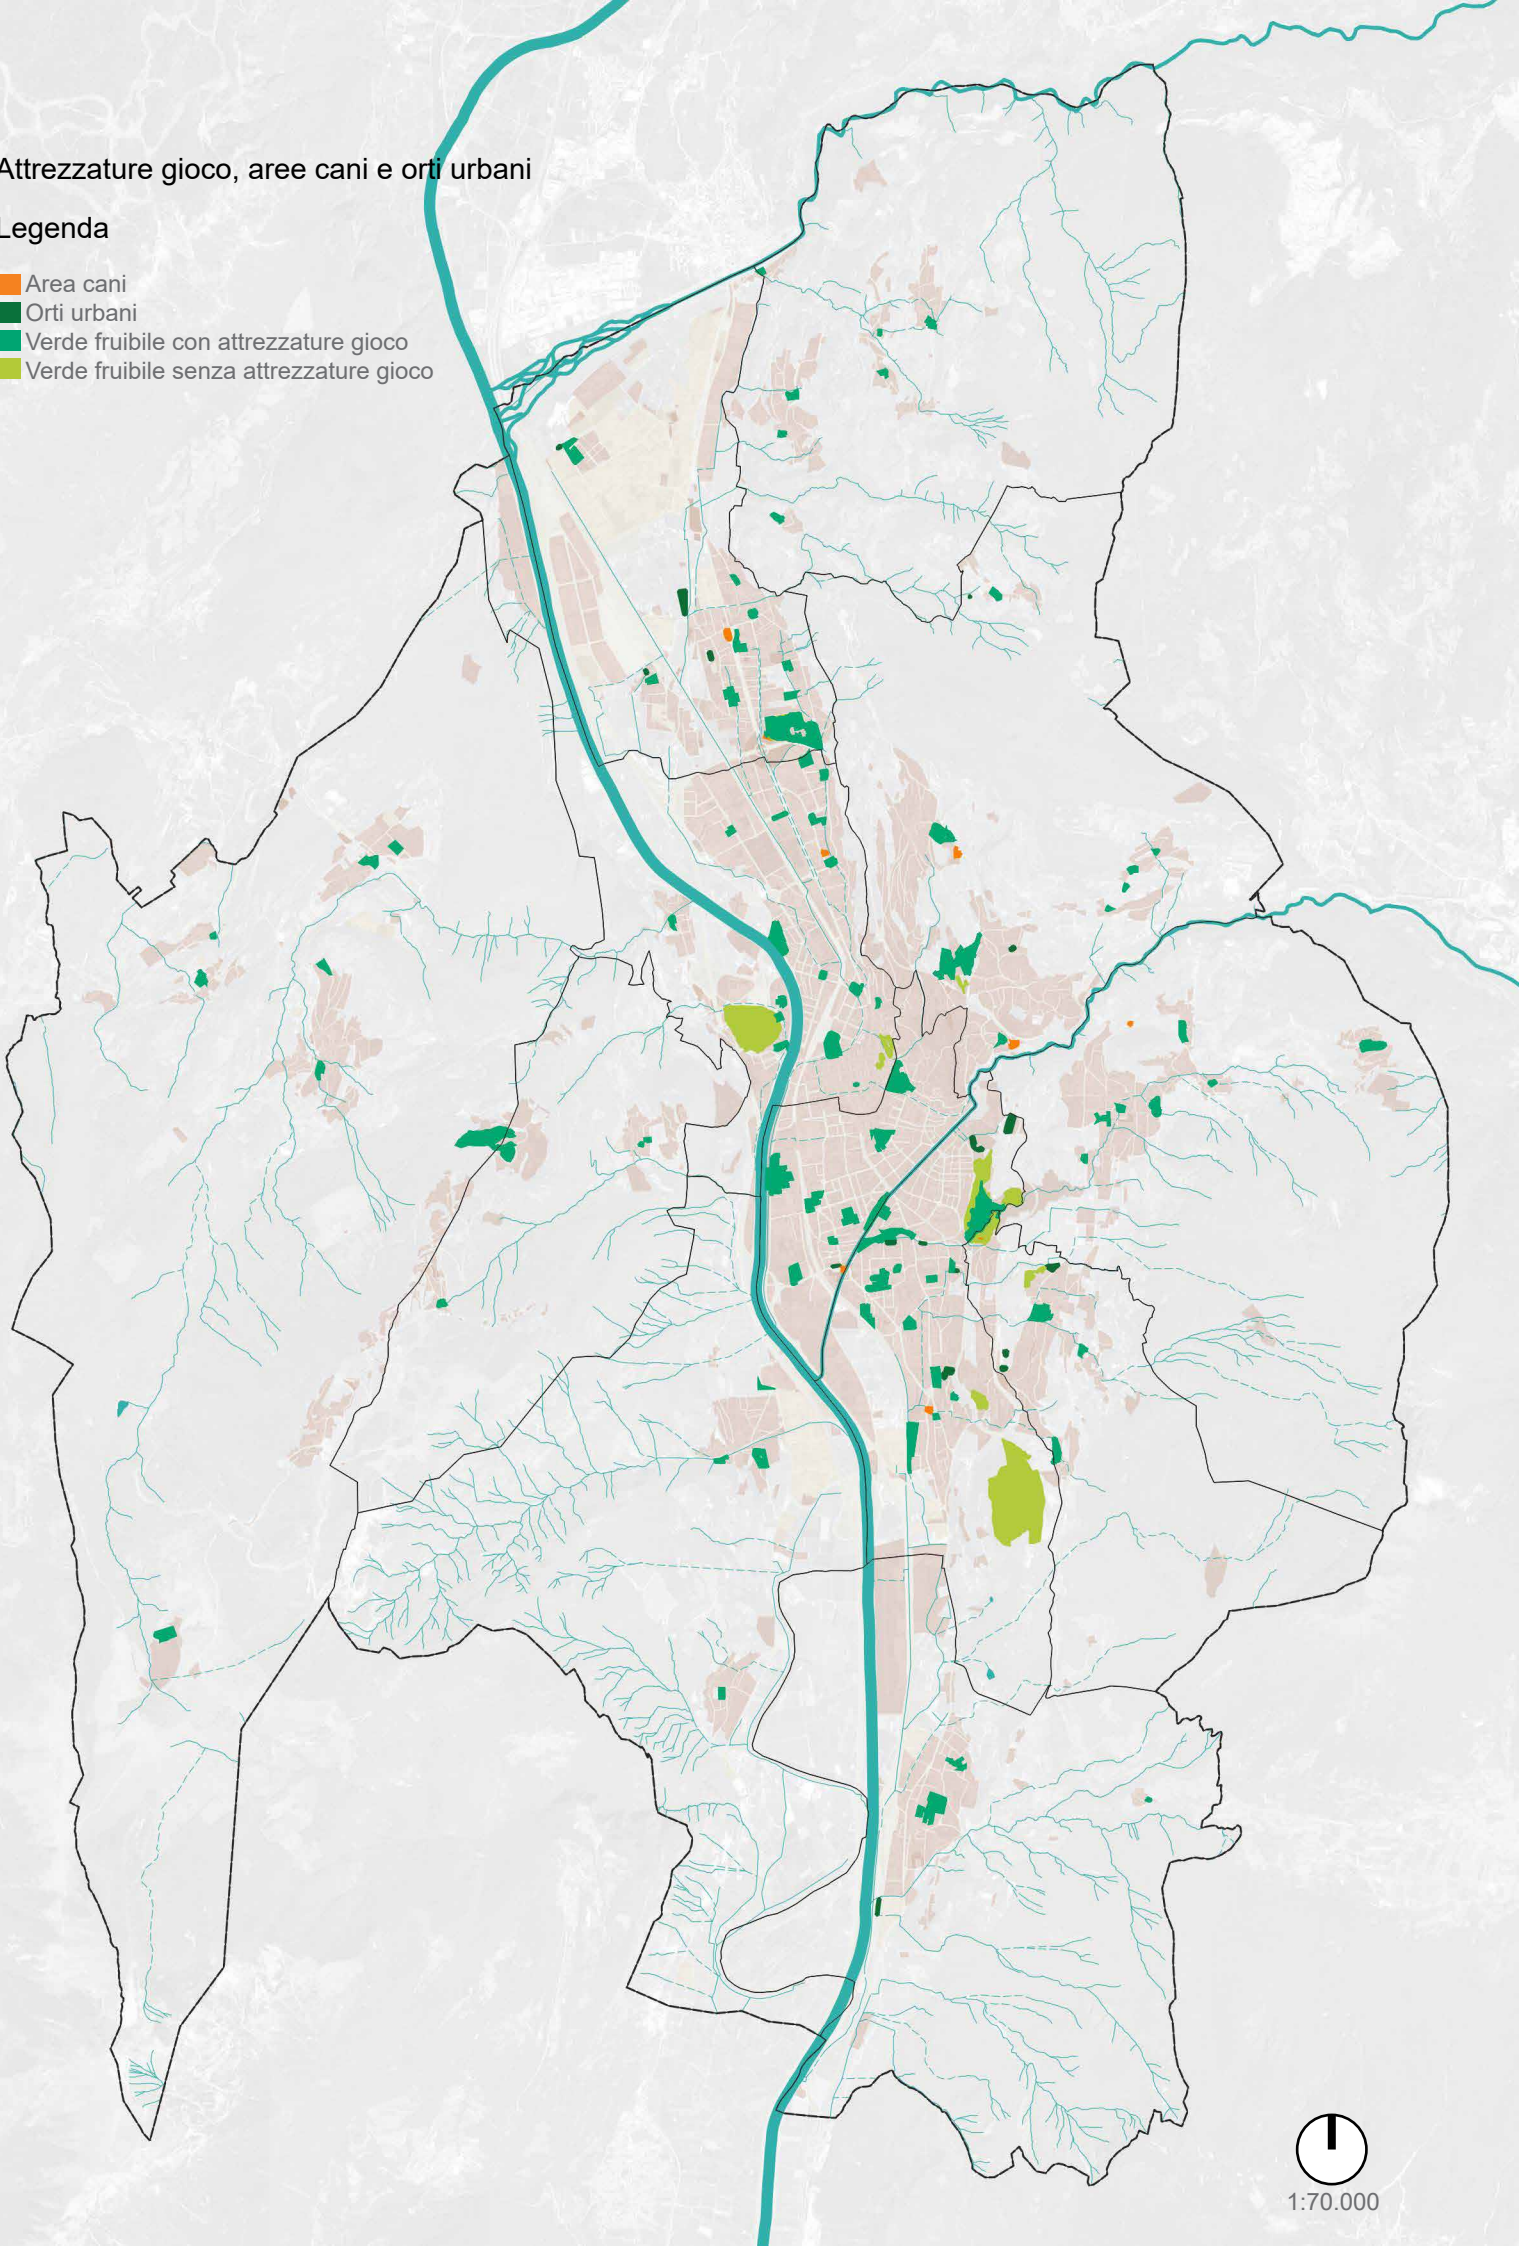 Attrezzature gioco, aree cani e orti urbani
Legenda
Area cani
Orti urbani
Verde fruibile con attrezzature gioco
Verde fruibile senza attrezzature gioco
1:70.000